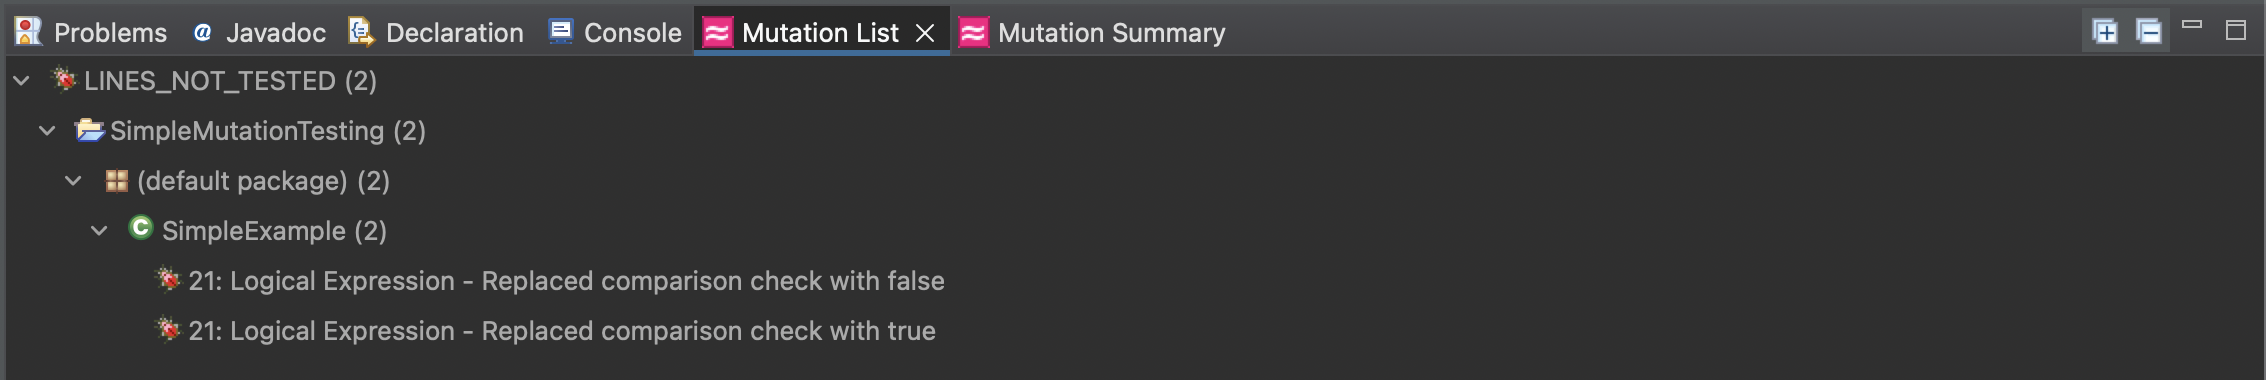 Problems Javadoc Declaration Console Mutation List Mutation Summary
LINES_NOT_TESTED (2)
SimpleMutationTesting (2)
(default package) (2)
SimpleExample (2)
21: Logical Expression - Replaced comparison check with false
21: Logical Expression - Replaced comparison check with true